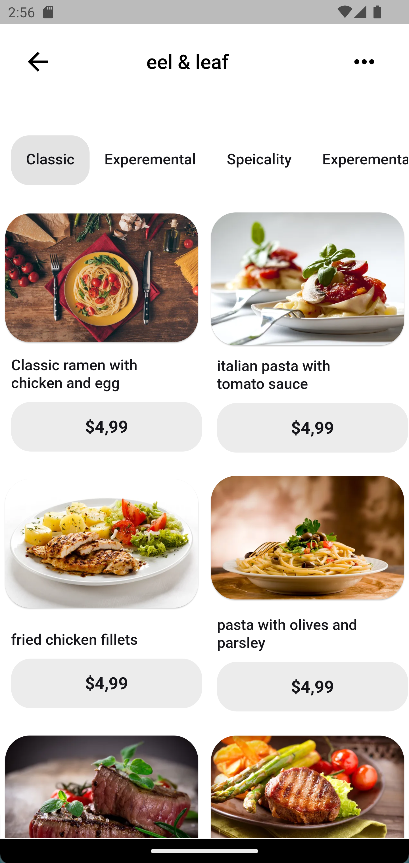 2:56
eel & leaf
Classic
Experemental
Speicality
Experementa
Classic ramen with
chicken and egg
italian pasta with
tomato sauce
$4,99
$4,99
fried chicken fillets
pasta with olives and
parsley
$4,99
$4,99